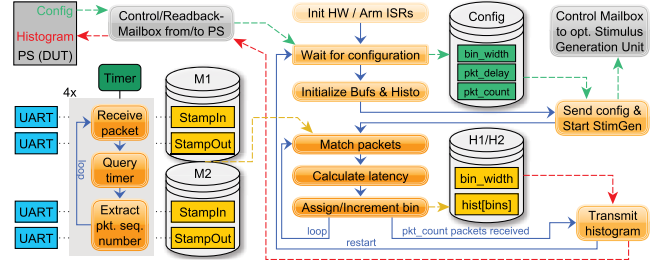 Config
Histogram
PS (DUT)
Control/Readback-
Mailbox from/to PS
Init HW / Arm ISRs
Wait for configuration
Initialize Bufs & Histo
Config
bin_width
pkt_delay
pkt_count
Control Mailbox
to opt. Stimulus
Generation Unit
Send config &
Start StimGen
4x
Timer
UART
UART
UART
UART
Receive
packet
Query
timer
Extract
pkt. seq.
number
loop
M1
StampIn
StampOut
M2
StampIn
StampOut
Match packets
Calculate latency
Assign/Increment bin
H1/H2
bin_width
hist[bins]
Transmit
histogram
loop
pkt_count packets received
restart